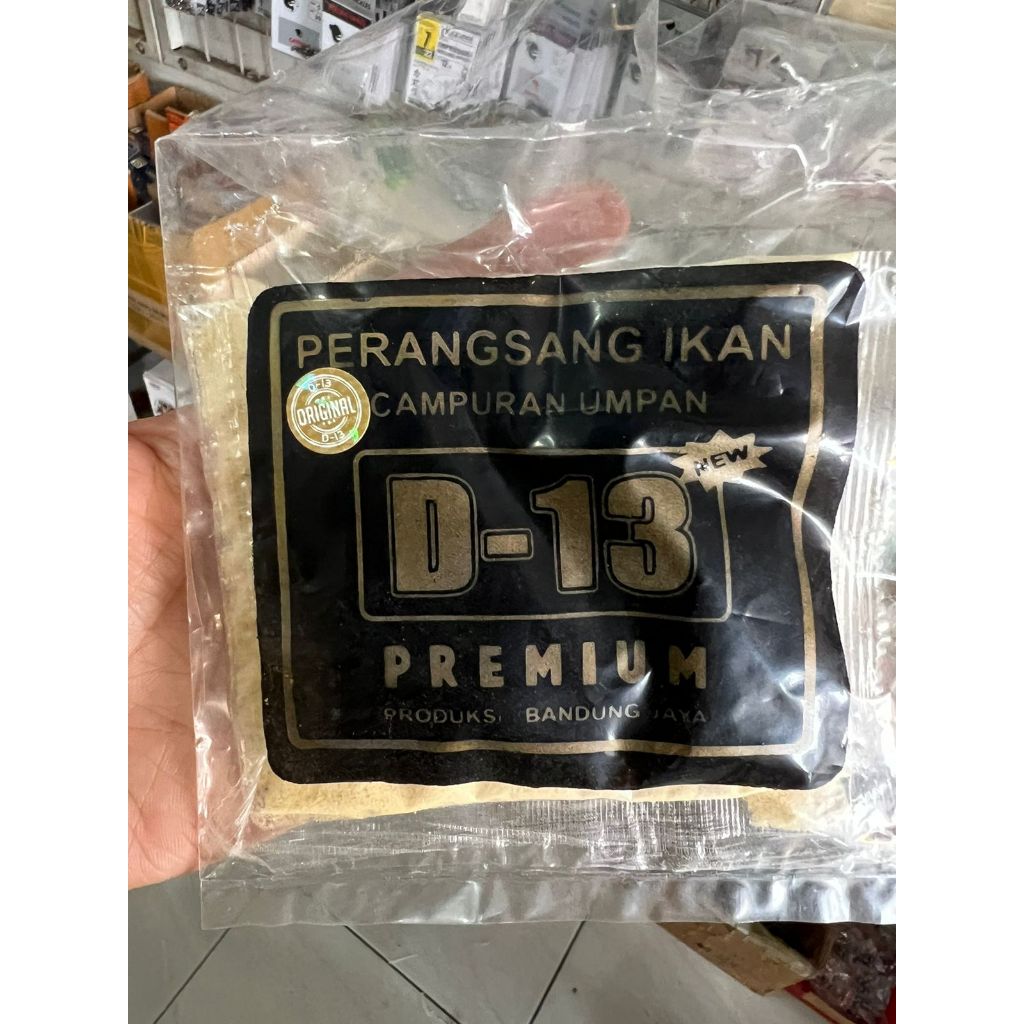 PERANGSANG IKAN
CAMPURAN UMPAN
D-13
ORIGINAL
D-13
NEW
D-13
PREMIUM
PRODUKSI BANDUNG JAYA